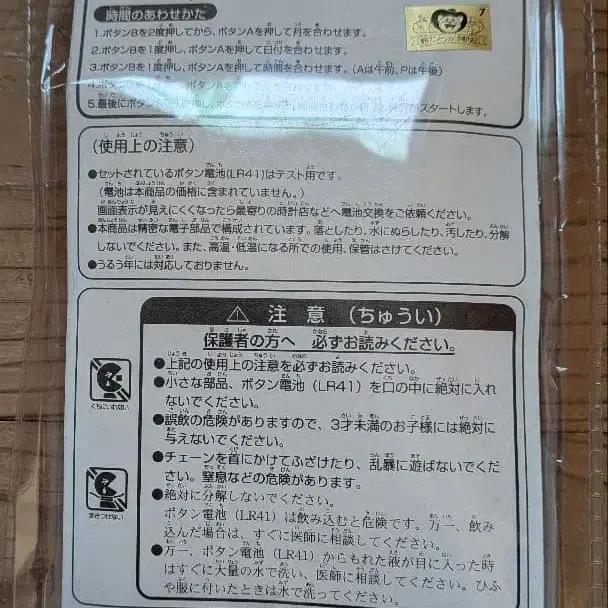 時間のあわせかた
1.ボタンBを2度押してから、ボタンAを押して月を合わせます。
2.ボタンBを1度押し、ボタンAを押して日付を合わせます。
3.ボタンBを1度押し、ボタンAを押して時間を合わせます。(Aは午前、Pは午後)
5.最後にボタン
スタートします。
7
(使用上の注意)
●セットされているボタン電池(LR41)はテスト用です。
(電池は本商品の価格に含まれていません。)
画面表示が見えにくくなったら最寄りの時計店などへ電池交換をご依頼ください。
●本商品は精密な電子部品で構成されています。落としたり、水にぬらしたり、汚したり、分解
しないでください。また、高温・低温になる所での使用、保管はさけてください。
●うるう年には対応しておりません。
⚠ 注意 (ちゅうい)
保護者の方へ 必ずお読みください。
●上記の使用上の注意を必ずお読みください。
●小さな部品、ボタン電池(LR41)を口の中に絶対に入れ
ないでください。
●誤飲の危険がありますので、3才未満のお子様には絶対に
与えないでください。
●チェーンを首にかけてふざけたり、乱暴に遊ばないでくだ
さい。窒息などの危険があります。
●絶対に分解しないでください。
ボタン電池(LR41)は飲み込むと危険です。万一、飲み
込んだ場合は、すぐに医師に相談してください。
●万一、ボタン電池(LR41)からもれた液が目に入った時
はすぐに大量の水で洗い、医師に相談してください。ひふ
や服に付いたときは水で洗ってください。
くちにいれない
まきつけない